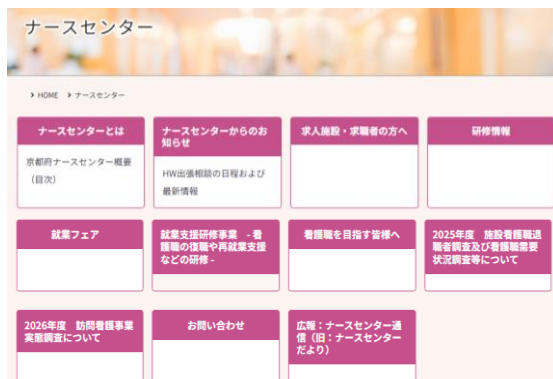 ナースセンター
> HOME > ナースセンター
ナースセンターとは
京都府ナースセンター概要
（目次）
ナースセンターからのお
知らせ
HW出張相談の日程および
最新情報
求人施設・求職者の方へ
研修情報
就業フェア
就業支援研修事業　- 看
護職の復職や再就業支援
などの研修 -
看護職を目指す皆様へ
2025年度　施設看護職退
職者調査及び看護職需要
状況調査等について
2026年度　訪問看護事業
実態調査について
お問い合わせ
広報：ナースセンター通
信（旧：ナースセンター
だより）